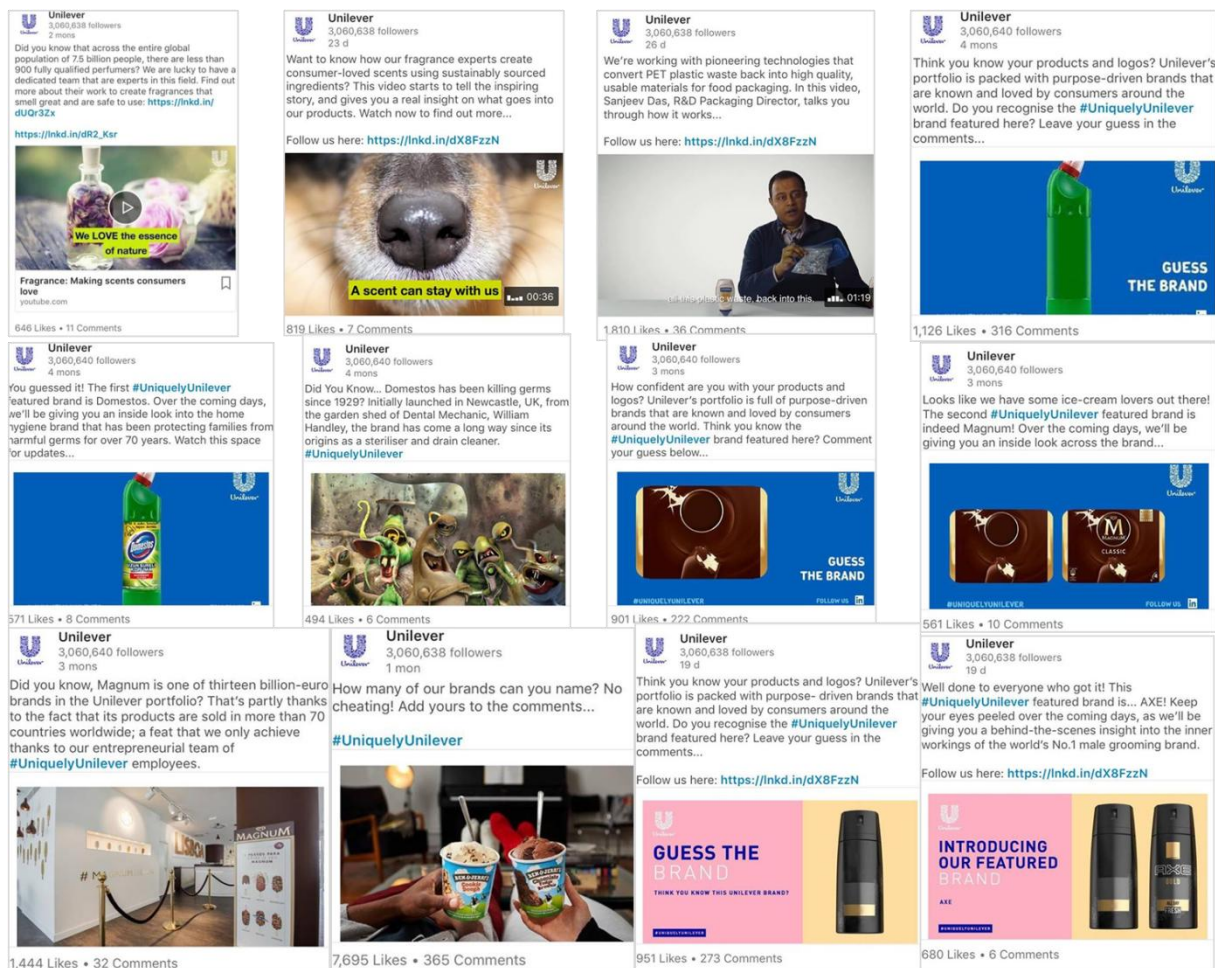 Unilever
3,060,638 followers
2 mons
Did you know that across the entire global
population of 7.5 billion people, there are less than
900 fully qualified perfumers? We are lucky to have a
dedicated team that are experts in this field. Find out
more about their work to create fragrances that
smell great and are safe to use: https://lnkd.in/
dUQr3Zx
https://lnkd.in/dR2_Ksr
Unilever
We LOVE the essence
of nature
Fragrance: Making scents consumers
love
youtube.com
646 Likes • 11 Comments
Unilever
3,060,638 followers
23 d
Want to know how our fragrance experts create
consumer-loved scents using sustainably sourced
ingredients? This video starts to tell the inspiring
story, and gives you a real insight on what goes into
our products. Watch now to find out more...
Follow us here: https://lnkd.in/dX8FzzN
Unilever
A scent can stay with us
00:36
819 Likes • 7 Comments
Unilever
3,060,638 followers
26 d
We're working with pioneering technologies that
convert PET plastic waste back into high quality,
usable materials for food packaging. In this video,
Sanjeev Das, R&D Packaging Director, talks you
through how it works...
Follow us here: https://lnkd.in/dX8FzzN
all this plastic waste, back into this.
01:19
1,810 Likes • 36 Comments
Unilever
3,060,640 followers
4 mons
Think you know your products and logos? Unilever's
portfolio is packed with purpose-driven brands that
are known and loved by consumers around the
world. Do you recognise the #UniquelyUnilever
brand featured here? Leave your guess in the
comments...
Unilever
GUESS
THE BRAND
1,126 Likes • 316 Comments
Unilever
3,060,640 followers
4 mons
You guessed it! The first #UniquelyUnilever
featured brand is Domestos. Over the coming days,
we'll be giving you an inside look into the home
hygiene brand that has been protecting families from
harmful germs for over 70 years. Watch this space
for updates...
Unilever
Domestos
571 Likes • 8 Comments
Unilever
3,060,640 followers
4 mons
Did You Know... Domestos has been killing germs
since 1929? Initially launched in Newcastle, UK, from
the garden shed of Dental Mechanic, William
Handley, the brand has come a long way since its
origins as a steriliser and drain cleaner.
#UniquelyUnilever
494 Likes • 6 Comments
Unilever
3,060,640 followers
3 mons
How confident are you with your products and
logos? Unilever's portfolio is full of purpose-driven
brands that are known and loved by consumers
around the world. Think you know the
#UniquelyUnilever brand featured here? Comment
your guess below...
Unilever
GUESS
THE BRAND
#UNIQUELYUNILEVER
FOLLOW US in
901 Likes • 222 Comments
Unilever
3,060,640 followers
3 mons
Looks like we have some ice-cream lovers out there!
The second #UniquelyUnilever featured brand is
indeed Magnum! Over the coming days, we'll be
giving you an inside look across the brand...
Unilever
M
MAGNUM
CLASSIC
#UNIQUELYUNILEVER
FOLLOW US in
561 Likes • 10 Comments
Unilever
3,060,640 followers
3 mons
Did you know, Magnum is one of thirteen billion-euro
brands in the Unilever portfolio? That's partly thanks
to the fact that its products are sold in more than 70
countries worldwide; a feat that we only achieve
thanks to our entrepreneurial team of
#UniquelyUnilever employees.
MAGNUM
1,444 Likes • 32 Comments
Unilever
3,060,638 followers
1 mon
How many of our brands can you name? No
cheating! Add yours to the comments...
#UniquelyUnilever
BEN & JERRY'S
Cookie
Dough
BEN & JERRY'S
7,695 Likes • 365 Comments
Unilever
3,060,638 followers
19 d
Think you know your products and logos? Unilever's
portfolio is packed with purpose- driven brands that
are known and loved by consumers around the
world. Do you recognise the #UniquelyUnilever
brand featured here? Leave your guess in the
comments...
Follow us here: https://lnkd.in/dX8FzzN
GUESS THE
BRAND
THINK YOU KNOW THIS UNILEVER BRAND?
#UNIQUELYUNILEVER
951 Likes • 273 Comments
Unilever
3,060,638 followers
19 d
Well done to everyone who got it! This
#UniquelyUnilever featured brand is... AXE! Keep
your eyes peeled over the coming days, as we'll be
giving you a behind-the-scenes insight into the inner
workings of the world's No.1 male grooming brand.
Follow us here: https://lnkd.in/dX8FzzN
INTRODUCING
OUR FEATURED
BRAND
AXE
#UNIQUELYUNILEVER
AXE
GOLD
680 Likes • 6 Comments